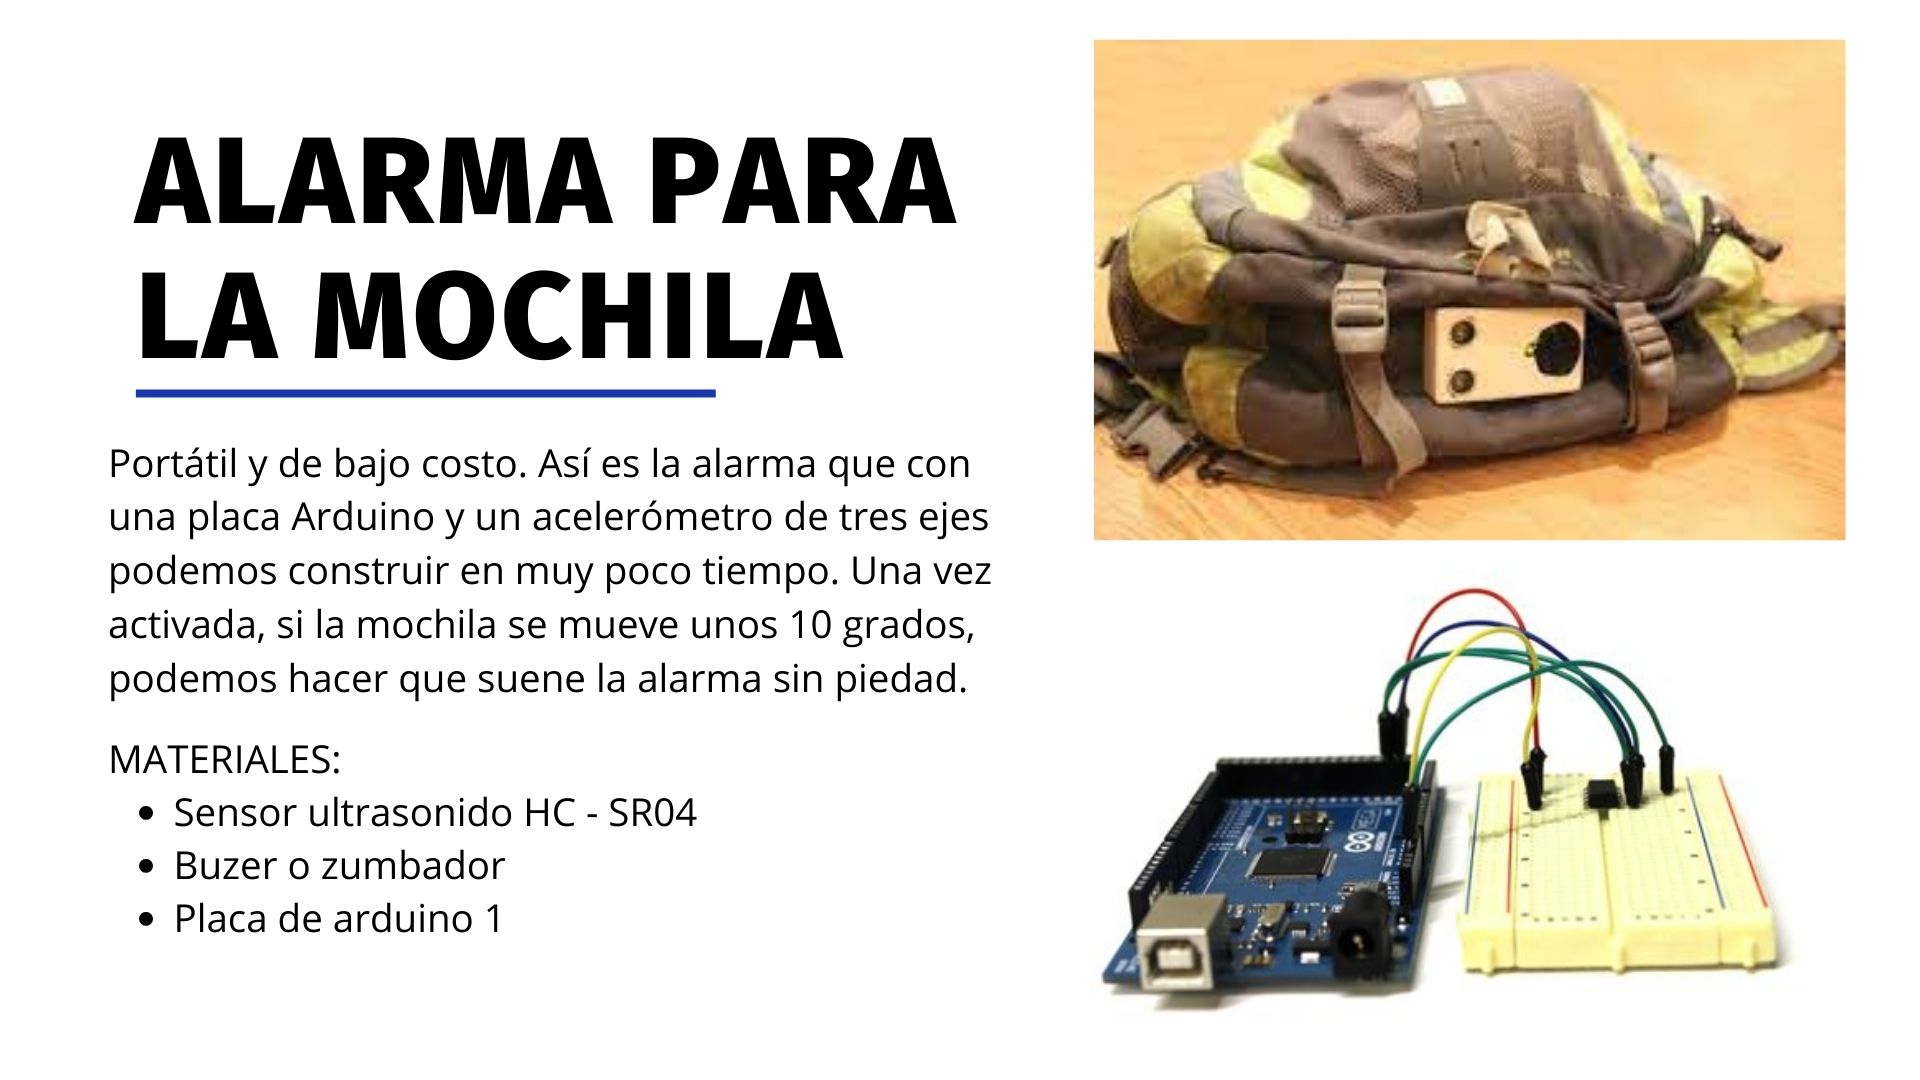 ALARMA PARA
LA MOCHILA
Portátil y de bajo costo. Así es la alarma que con
una placa Arduino y un acelerómetro de tres ejes
podemos construir en muy poco tiempo. Una vez
activada, si la mochila se mueve unos 10 grados,
podemos hacer que suene la alarma sin piedad.
MATERIALES:
• Sensor ultrasonido HC - SR04
• Buzer o zumbador
• Placa de arduino 1